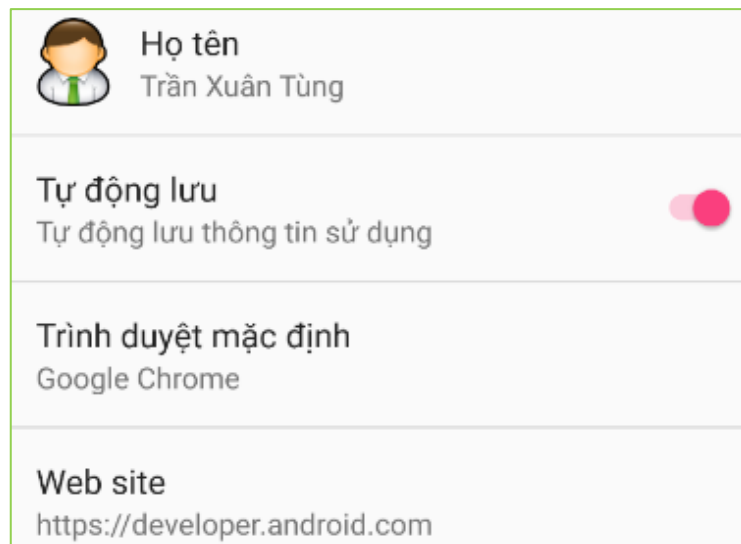 Họ tên
Trần Xuân Tùng
Tự động lưu
Tự động lưu thông tin sử dụng
Trình duyệt mặc định
Google Chrome
Web site
https://developer.android.com